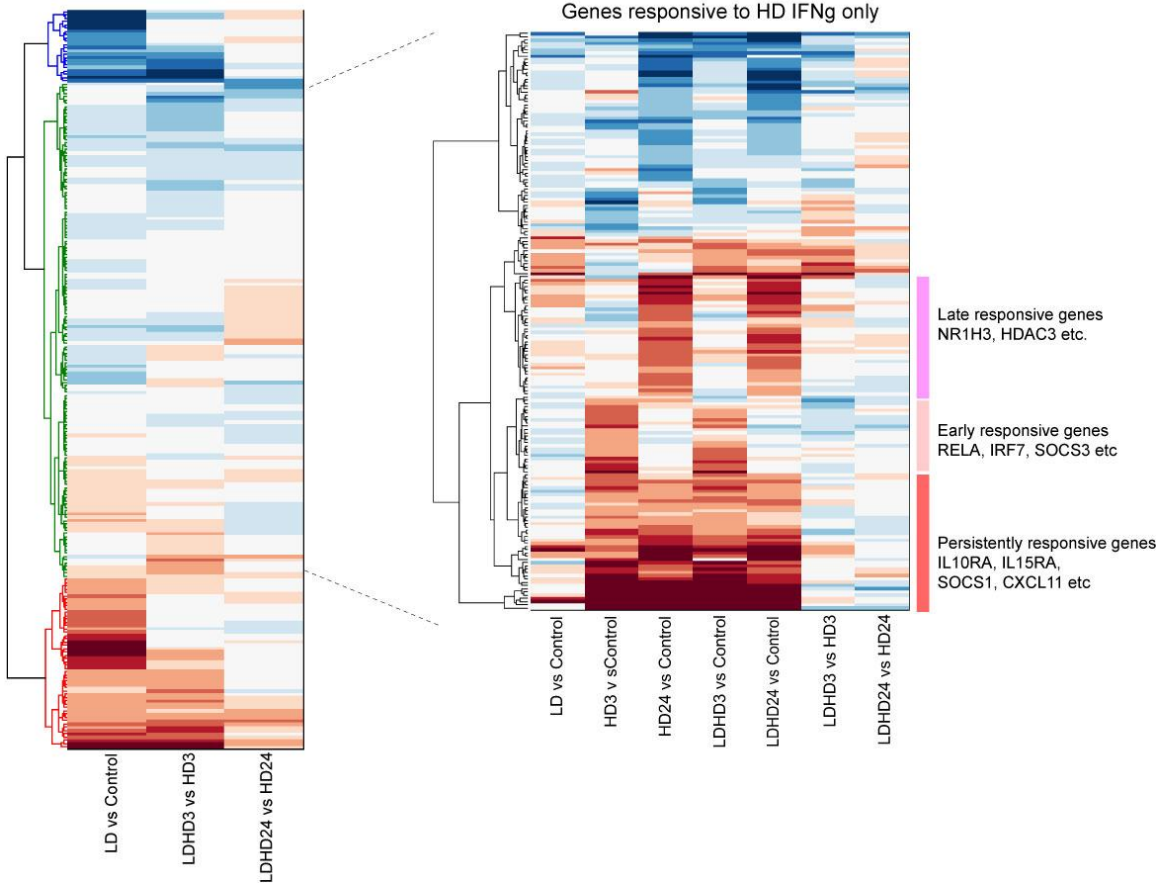 Genes responsive to HD IFNg only
Late responsive genes
NR1H3, HDAC3 etc.
Early responsive genes
RELA, IRF7, SOCS3 etc
Persistently responsive genes
IL10RA, IL15RA,
SOCS1, CXCL11 etc
LD vs Control
LDHD3 vs HD3
LDHD24 vs HD24
LD vs Control
HD3 v sControl
HD24 vs Control
LDHD3 vs Control
LDHD24 vs Control
LDHD3 vs HD3
LDHD24 vs HD24